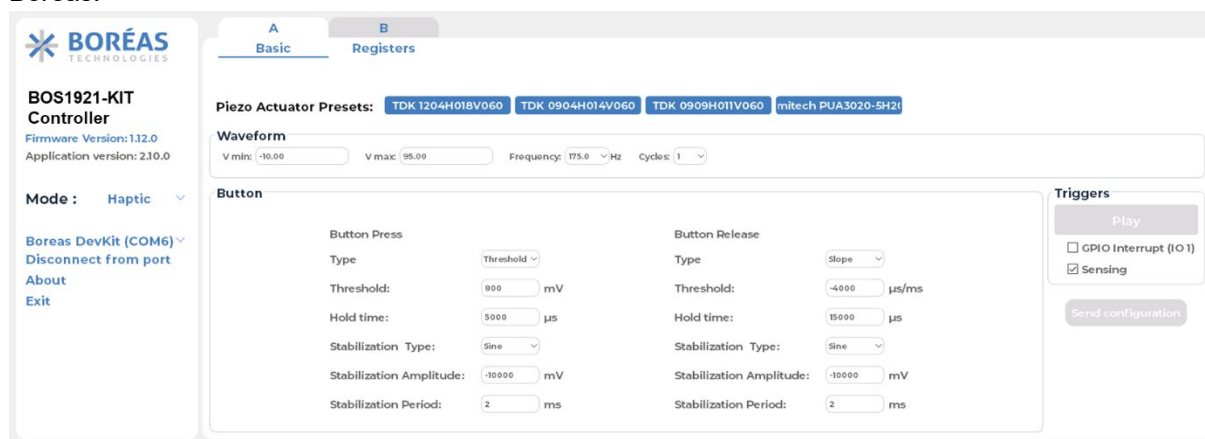 Boréas.
BORÉAS
TECHNOLOGIES
BOS1921-KIT
Controller
Firmware Version: 1.12.0
Application version: 2.10.0
Mode : Haptic
Boreas DevKit (COM6)
Disconnect from port
About
Exit
A B
Basic Registers
Piezo Actuator Presets: TDK 1204H018V060 TDK 0904H014V060 TDK 0909H011V060 mitech PUA3020-5H20
Waveform
V min: -10.00 V max: 95.00 Frequency: 175.0 Hz Cycles: 1
Button
Button Press Button Release
Type Threshold Type Slope
Threshold: 800 mV Threshold: -4000 µs/ms
Hold time: 5000 µs Hold time: 15000 µs
Stabilization Type: Sine Stabilization Type: Sine
Stabilization Amplitude: -10000 mV Stabilization Amplitude: -10000 mV
Stabilization Period: 2 ms Stabilization Period: 2 ms
Triggers
Play
GPIO Interrupt (IO 1)
Sensing
Send configuration